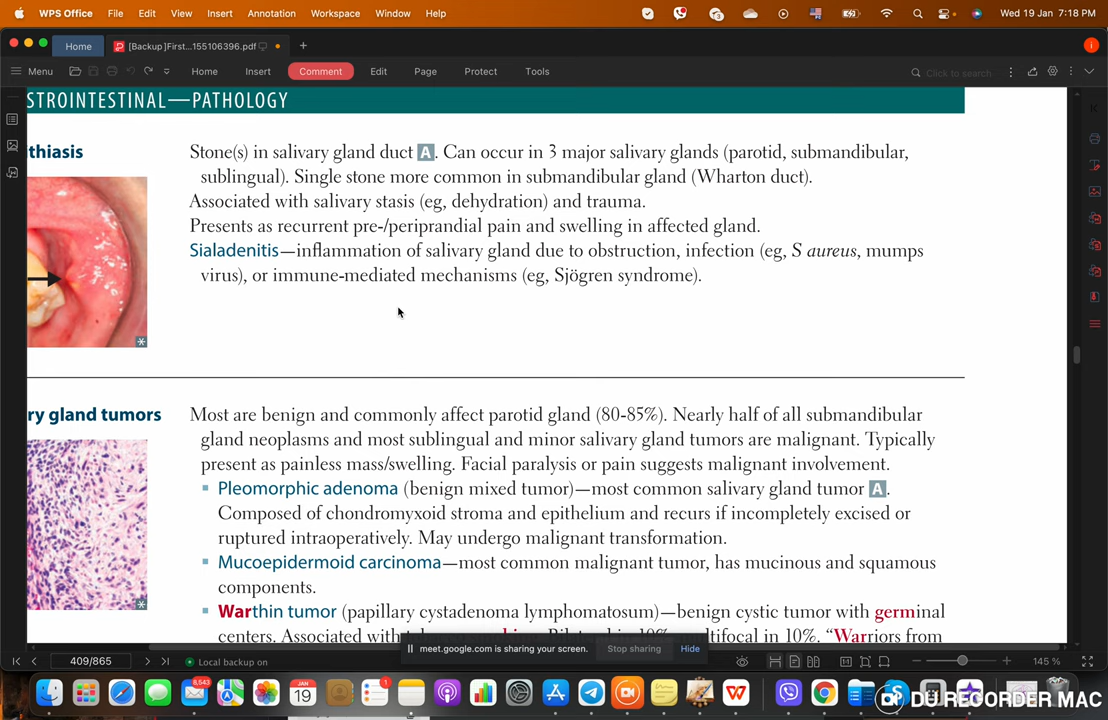 WPS Office File Edit View Insert Annotation Workspace Window Help Wed 19 Jan 7:18 PM
Home [Backup]First...155106396.pdf
Menu Home Insert Comment Edit Page Protect Tools Click to search
STROINTESTINAL—PATHOLOGY
thiasis
Stone(s) in salivary gland duct A. Can occur in 3 major salivary glands (parotid, submandibular,
sublingual). Single stone more common in submandibular gland (Wharton duct).
Associated with salivary stasis (eg, dehydration) and trauma.
Presents as recurrent pre-/periprandial pain and swelling in affected gland.
Sialadenitis—inflammation of salivary gland due to obstruction, infection (eg, S aureus, mumps
virus), or immune-mediated mechanisms (eg, Sjögren syndrome).
ry gland tumors
Most are benign and commonly affect parotid gland (80-85%). Nearly half of all submandibular
gland neoplasms and most sublingual and minor salivary gland tumors are malignant. Typically
present as painless mass/swelling. Facial paralysis or pain suggests malignant involvement.
Pleomorphic adenoma (benign mixed tumor)—most common salivary gland tumor A.
Composed of chondromyxoid stroma and epithelium and recurs if incompletely excised or
ruptured intraoperatively. May undergo malignant transformation.
Mucoepidermoid carcinoma—most common malignant tumor, has mucinous and squamous
components.
Warthin tumor (papillary cystadenoma lymphomatosum)—benign cystic tumor with germinal
centers. Associated with 10%. "Warriors from
meet.google.com is sharing your screen. Stop sharing Hide
409/865 Local backup on 145 %
8,543
JAN
19
1
DU RECORDER MAC